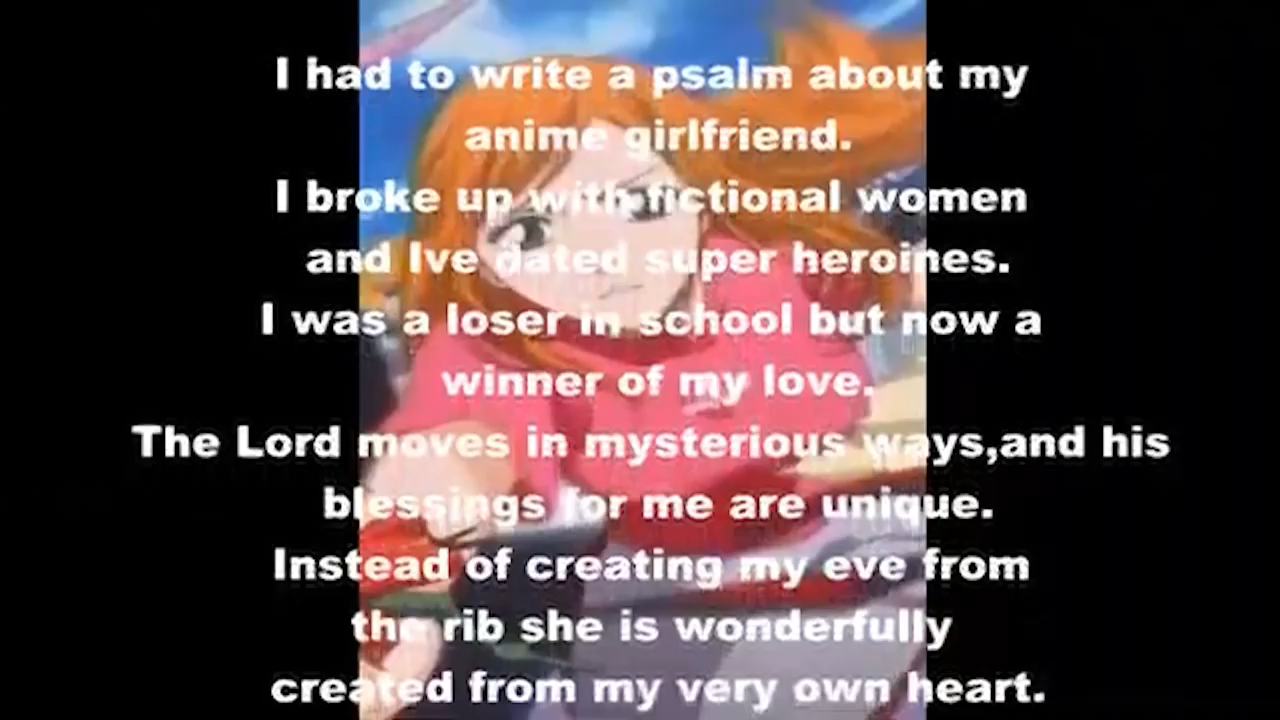 I had to write a psalm about my
anime girlfriend.
I broke up with fictional women
and Ive dated super heroines.
I was a loser in school but now a
winner of my love.
The Lord moves in mysterious ways,and his
blessings for me are unique.
Instead of creating my eve from
the rib she is wonderfully
created from my very own heart.